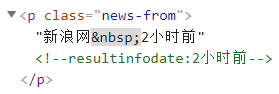 ▼<p class="news-from">
"新浪网&nbsp;2小时前"
<!--resultinfodate:2小时前-->
</p>